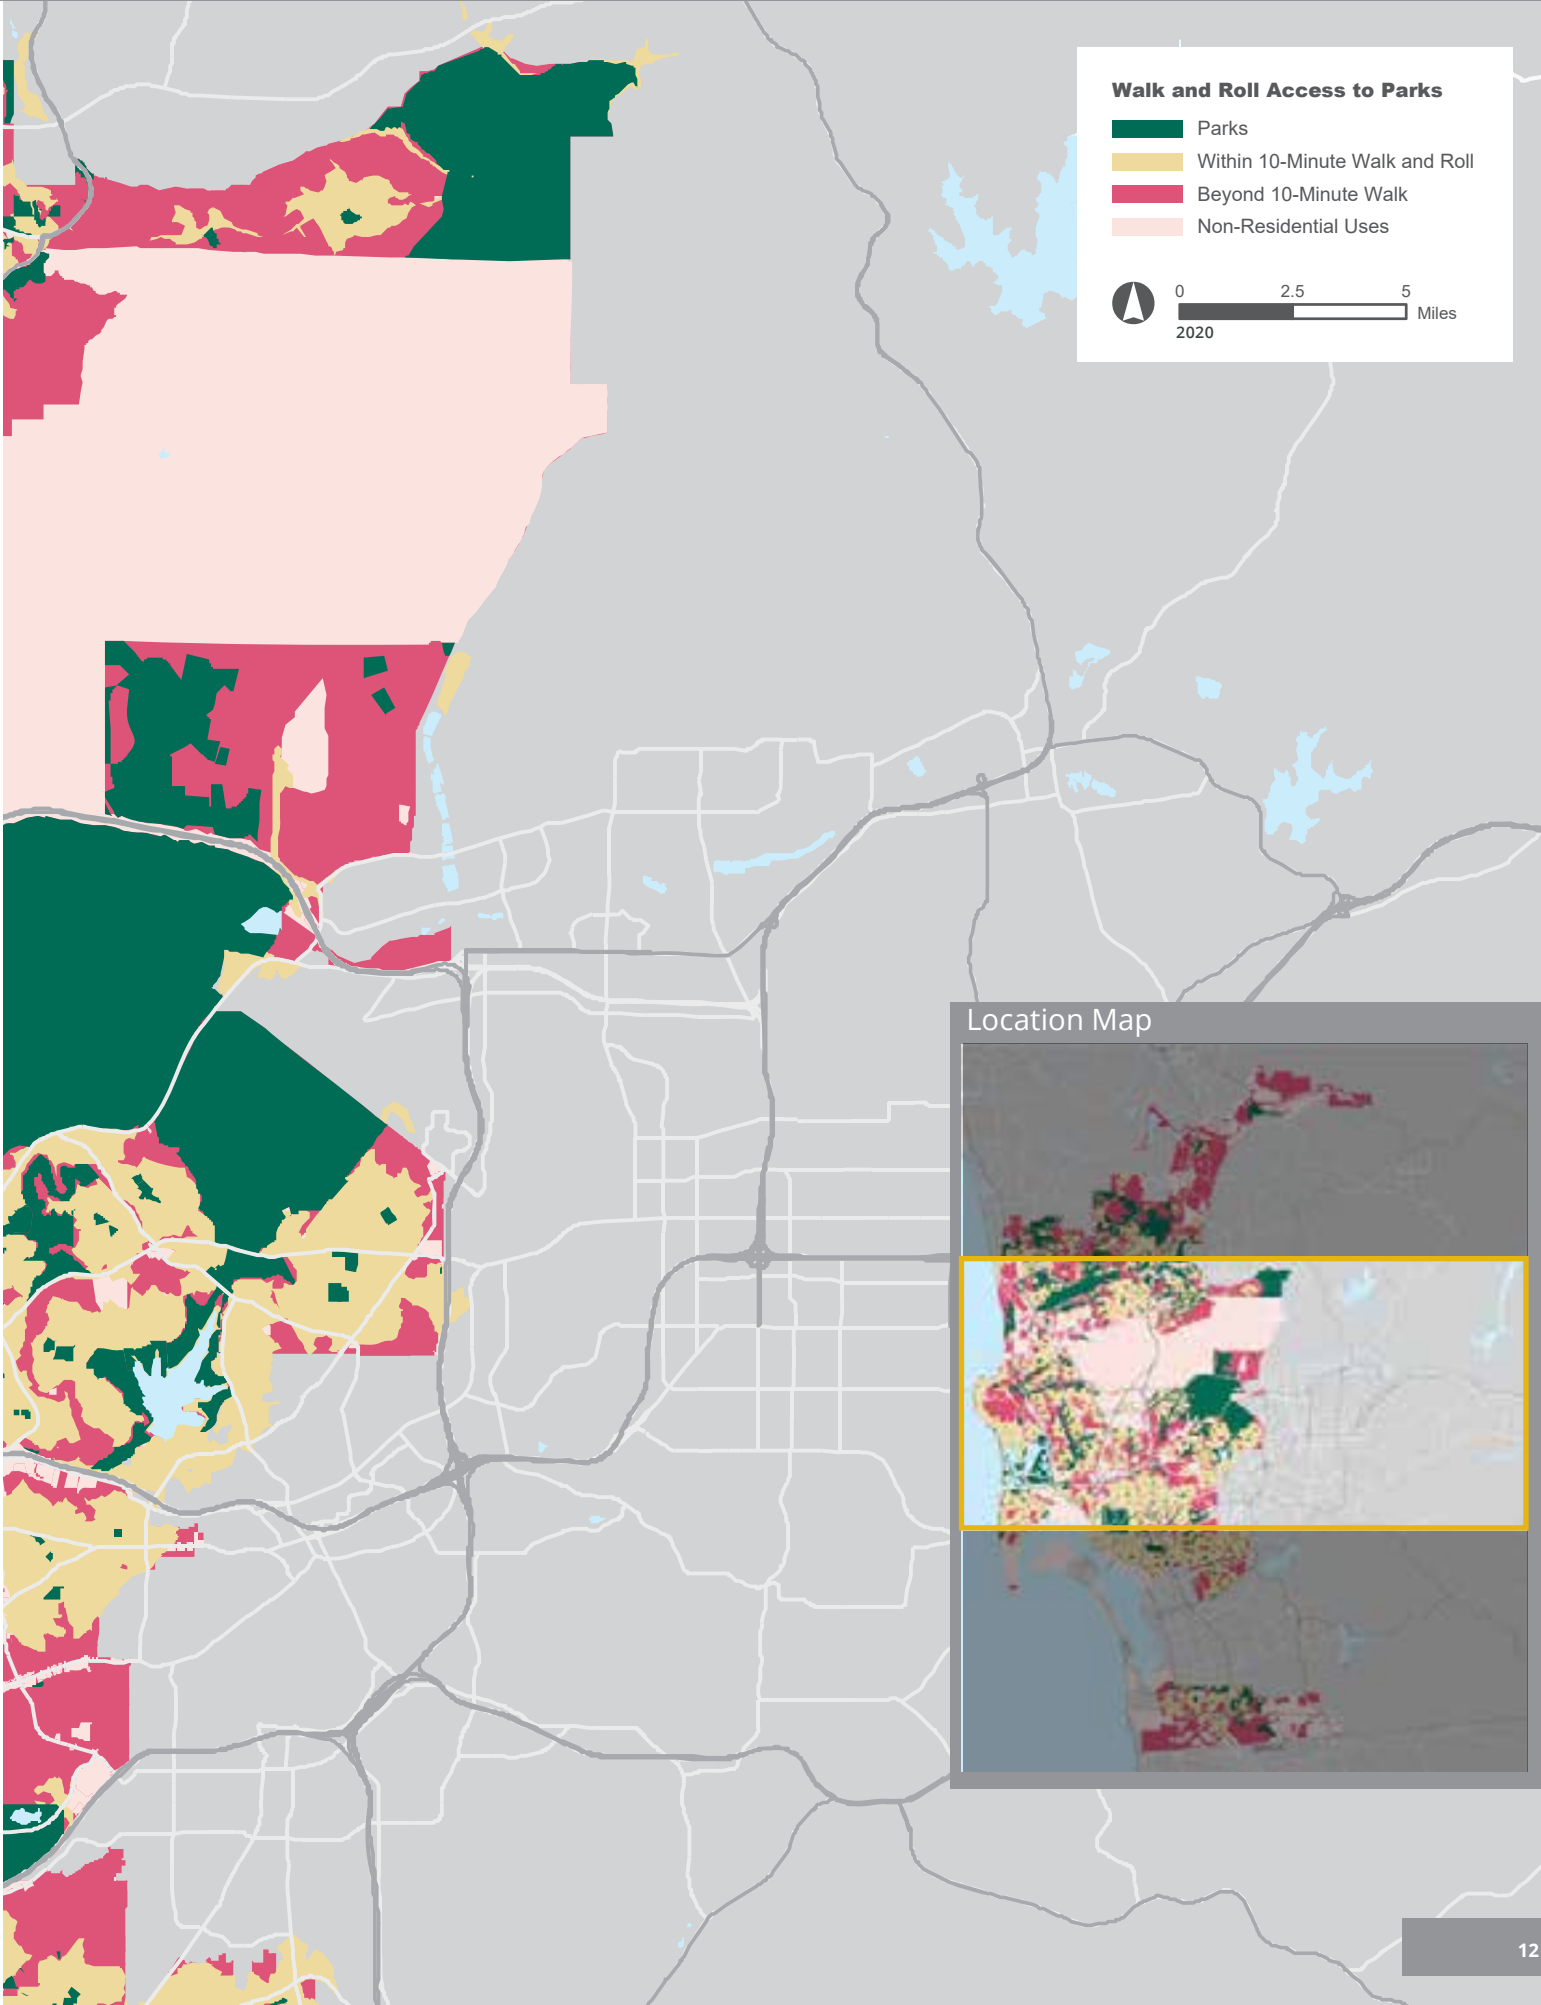 Walk and Roll Access to Parks
Parks
Within 10-Minute Walk and Roll
Beyond 10-Minute Walk
Non-Residential Uses
0 2.5 5
Miles
2020
Location Map
12